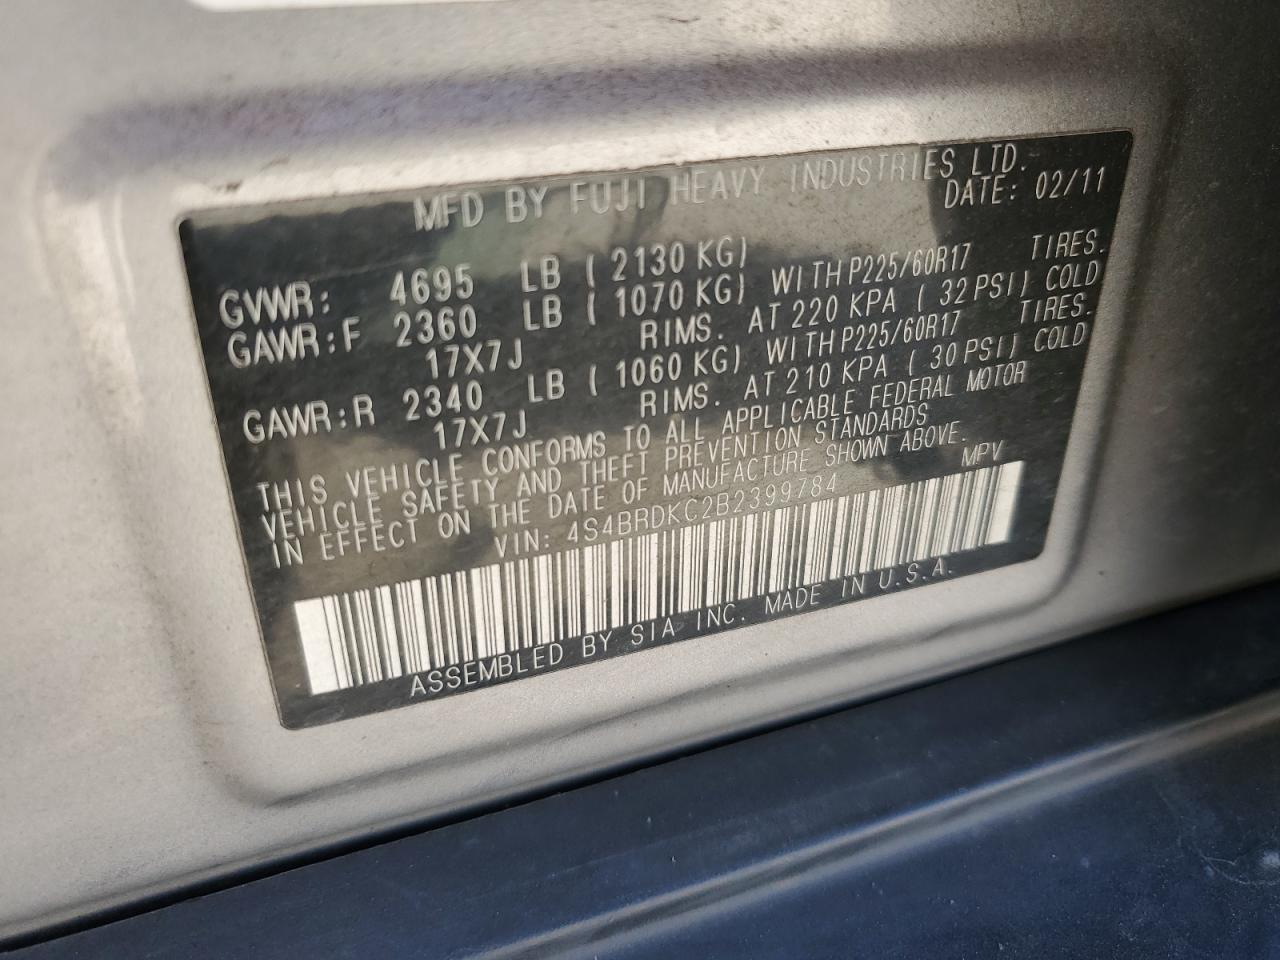 MFD BY FUJI HEAVY INDUSTRIES LTD.
DATE: 02/11
GVWR: 4695 LB ( 2130 KG)
GAWR:F 2360 LB ( 1070 KG) WITH P225/60R17 TIRES.
17X7J RIMS. AT 220 KPA ( 32 PSI) COLD
GAWR:R 2340 LB ( 1060 KG) WITH P225/60R17 TIRES.
17X7J RIMS. AT 210 KPA ( 30 PSI) COLD
THIS VEHICLE CONFORMS TO ALL APPLICABLE FEDERAL MOTOR
VEHICLE SAFETY AND THEFT PREVENTION STANDARDS
IN EFFECT ON THE DATE OF MANUFACTURE SHOWN ABOVE.
VIN: 4S4BRDKC2B2399784 MPV
ASSEMBLED BY SIA INC. MADE IN U.S.A.